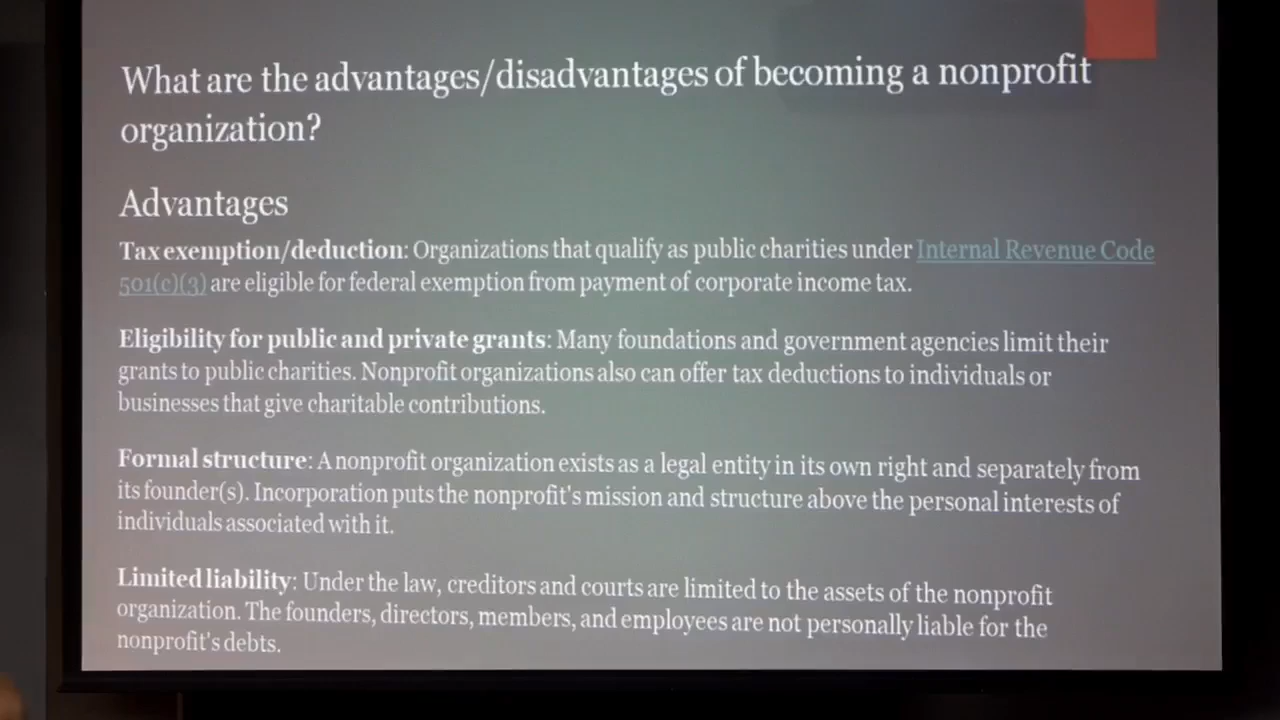 What are the advantages/disadvantages of becoming a nonprofit
organization?
Advantages
Tax exemption/deduction: Organizations that qualify as public charities under Internal Revenue Code
501(c)(3) are eligible for federal exemption from payment of corporate income tax.
Eligibility for public and private grants: Many foundations and government agencies limit their
grants to public charities. Nonprofit organizations also can offer tax deductions to individuals or
businesses that give charitable contributions.
Formal structure: A nonprofit organization exists as a legal entity in its own right and separately from
its founder(s). Incorporation puts the nonprofit's mission and structure above the personal interests of
individuals associated with it.
Limited liability: Under the law, creditors and courts are limited to the assets of the nonprofit
organization. The founders, directors, members, and employees are not personally liable for the
nonprofit's debts.